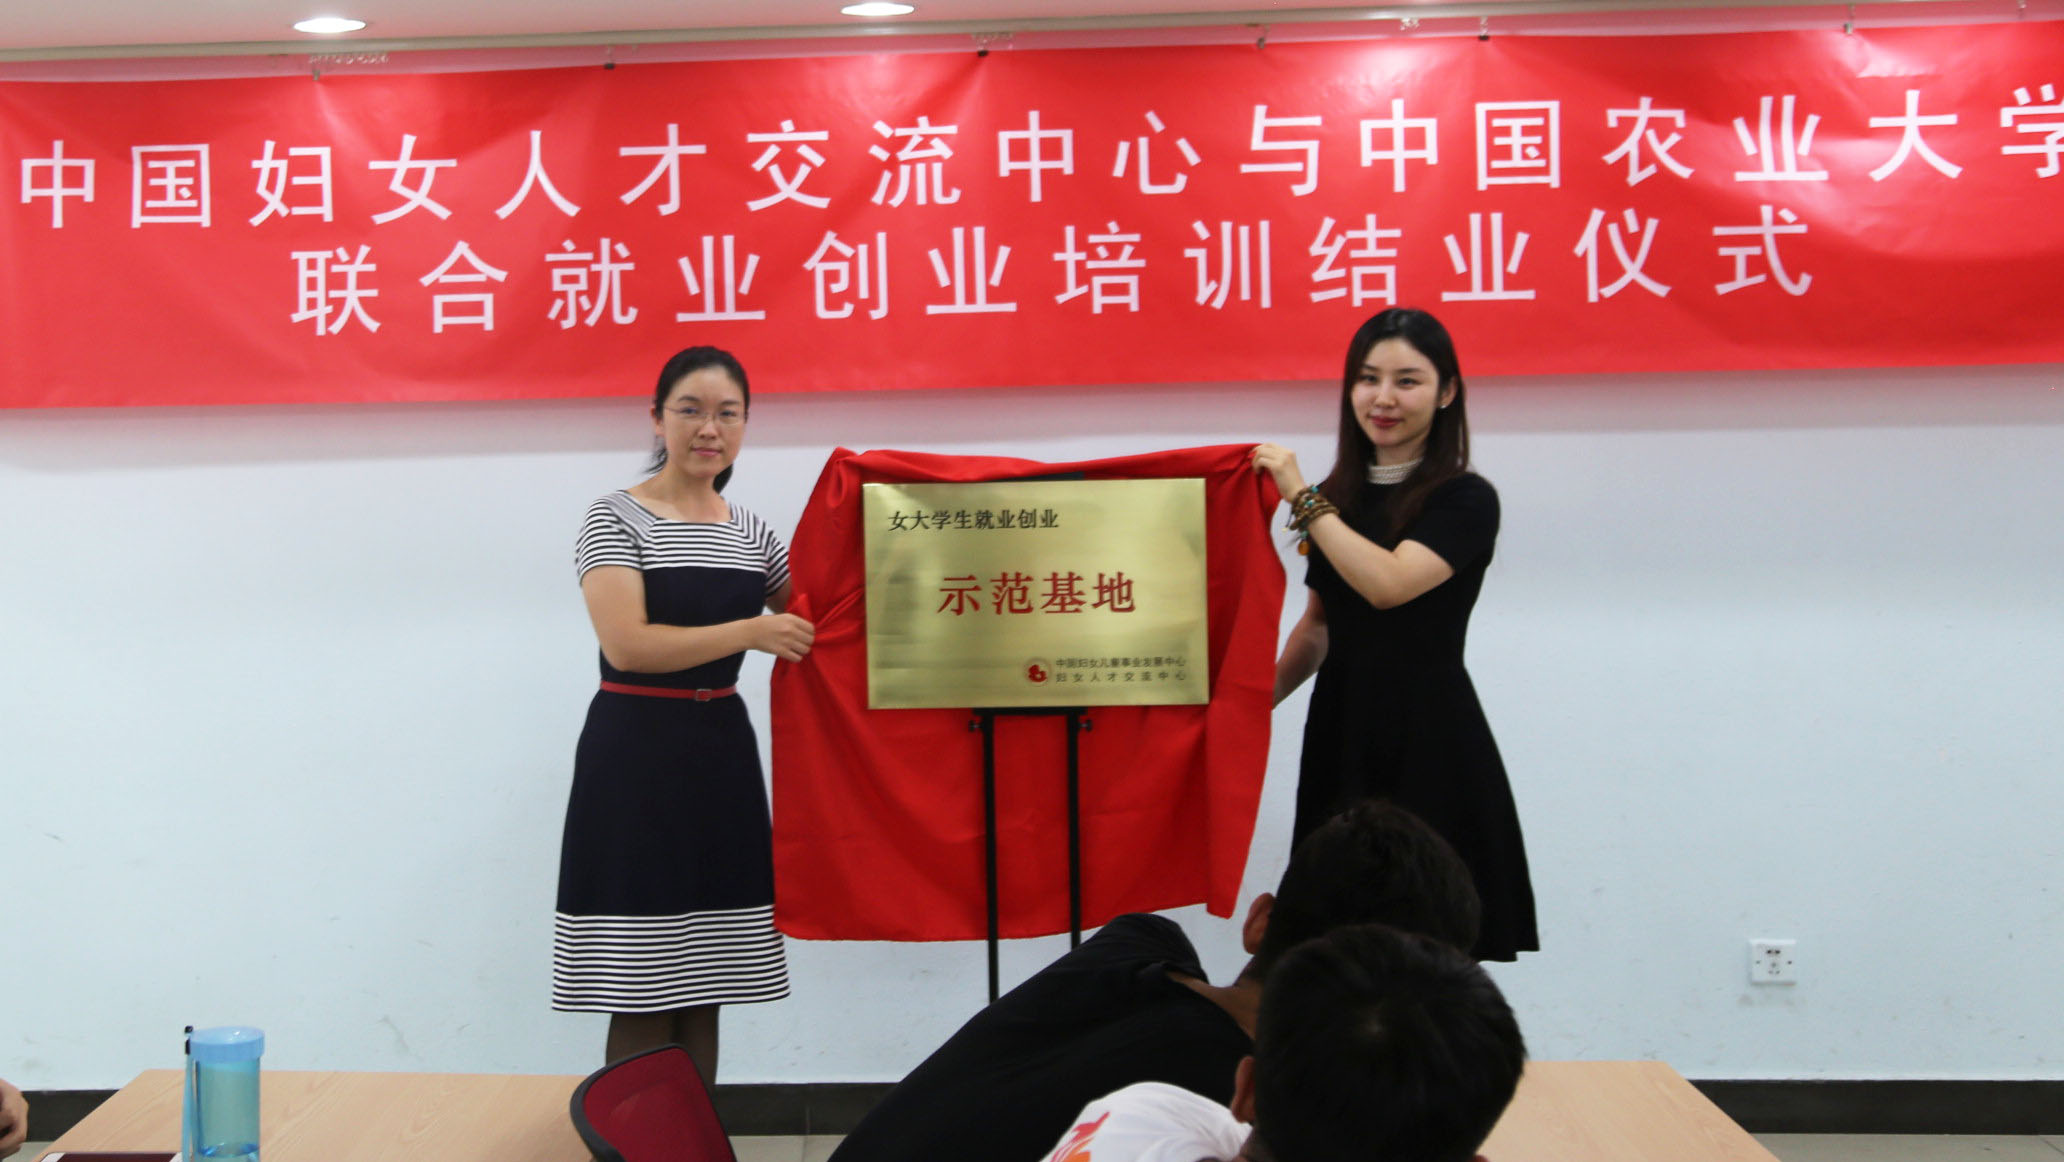 中国妇女人才交流中心与中国农业大学
联合就业创业培训结业仪式
女大学生就业创业
示范基地
中国妇女儿童事业发展中心
妇女人才交流中心